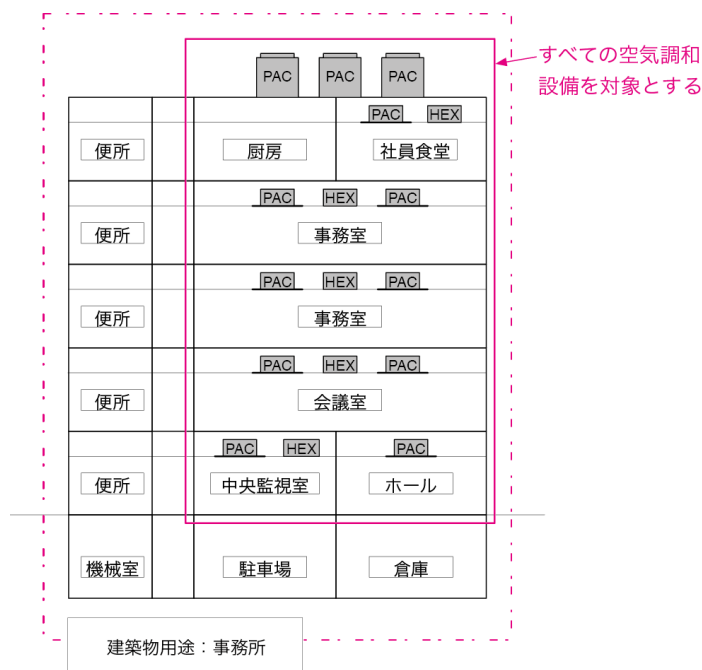 すべての空気調和
設備を対象とする
PAC PAC PAC
PAC HEX
便所 厨房 社員食堂
PAC HEX PAC
便所 事務室
PAC HEX PAC
便所 事務室
PAC HEX PAC
便所 会議室
PAC HEX PAC
便所 中央監視室 ホール
機械室 駐車場 倉庫
建築物用途：事務所